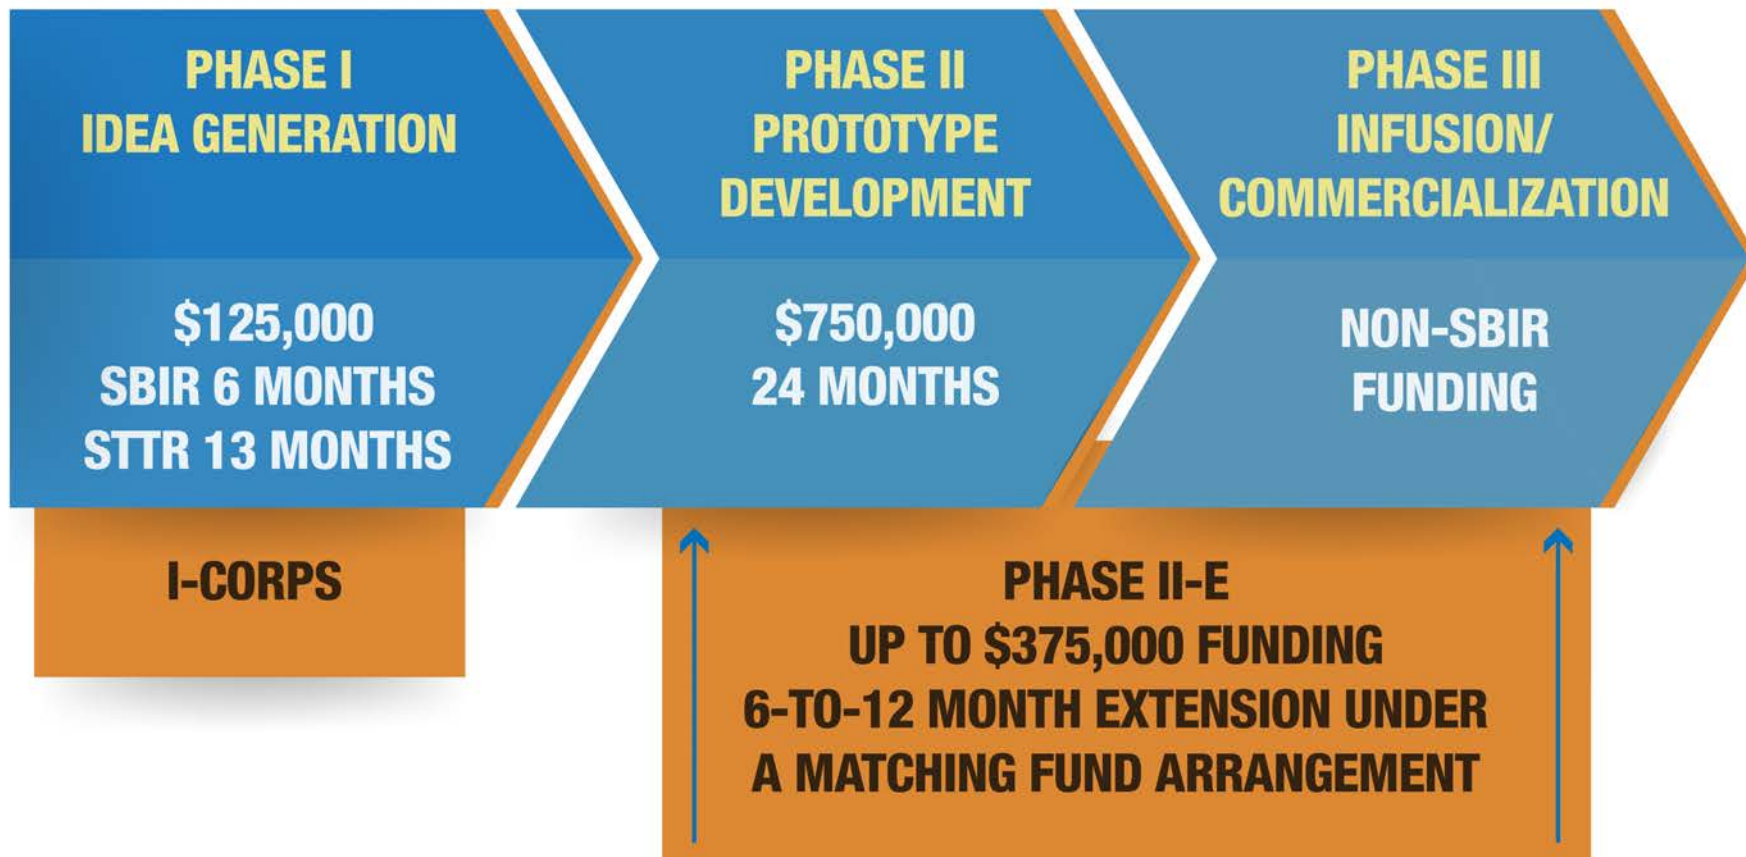 PHASE I
IDEA GENERATION
$125,000
SBIR 6 MONTHS
STTR 13 MONTHS
I-CORPS
PHASE II
PROTOTYPE
DEVELOPMENT
$750,000
24 MONTHS
PHASE III
INFUSION/
COMMERCIALIZATION
NON-SBIR
FUNDING
PHASE II-E
UP TO $375,000 FUNDING
6-TO-12 MONTH EXTENSION UNDER
A MATCHING FUND ARRANGEMENT